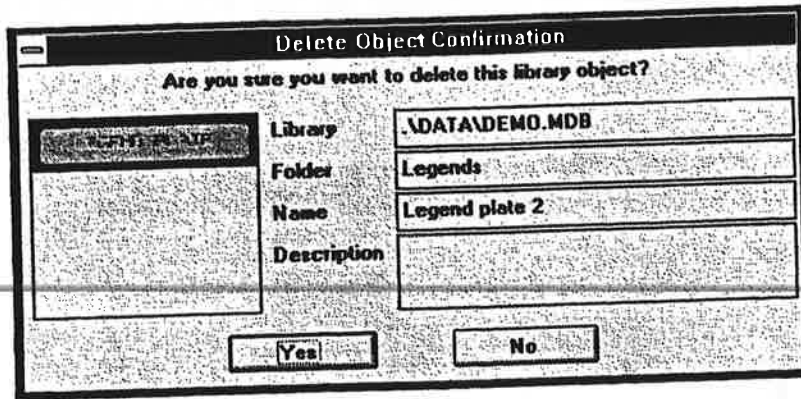 Delete Object Confirmation
Are you sure you want to delete this library object?
Library .\DATA\DEMO.MDB
Folder Legends
Name Legend plate 2
Description
Yes No